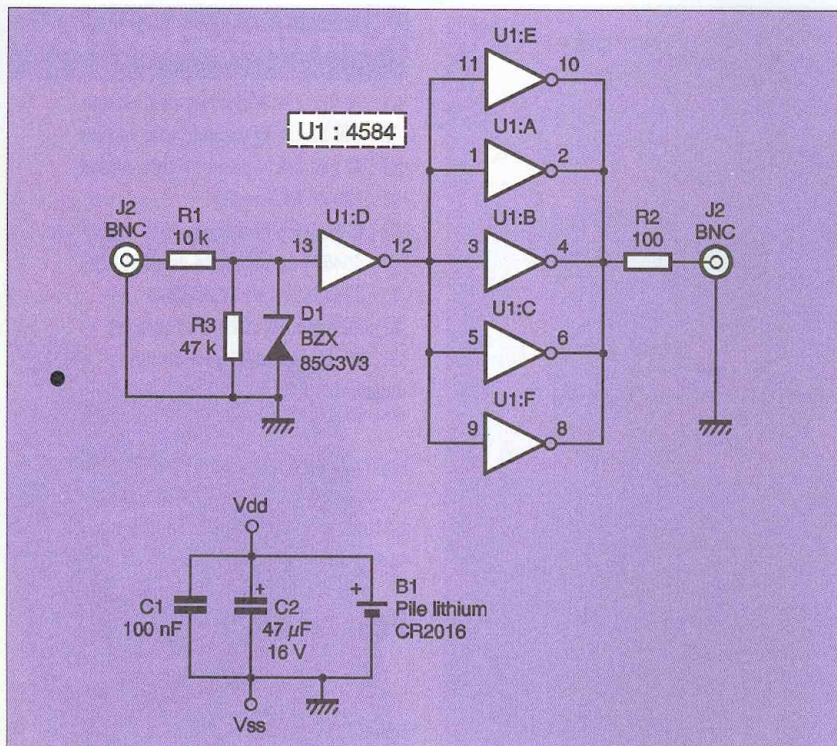 U1:E
11
10
U1 : 4584
U1:A
1
2
J2
BNC
R1
10 k
U1:D
13
12
U1:B
3
4
R2
100
J2
BNC
R3
47 k
D1
BZX
85C3V3
U1:C
5
6
U1:F
9
8
Vdd
C1
100 nF
+
C2
47 µF
16 V
+
B1
Pile lithium
CR2016
Vss